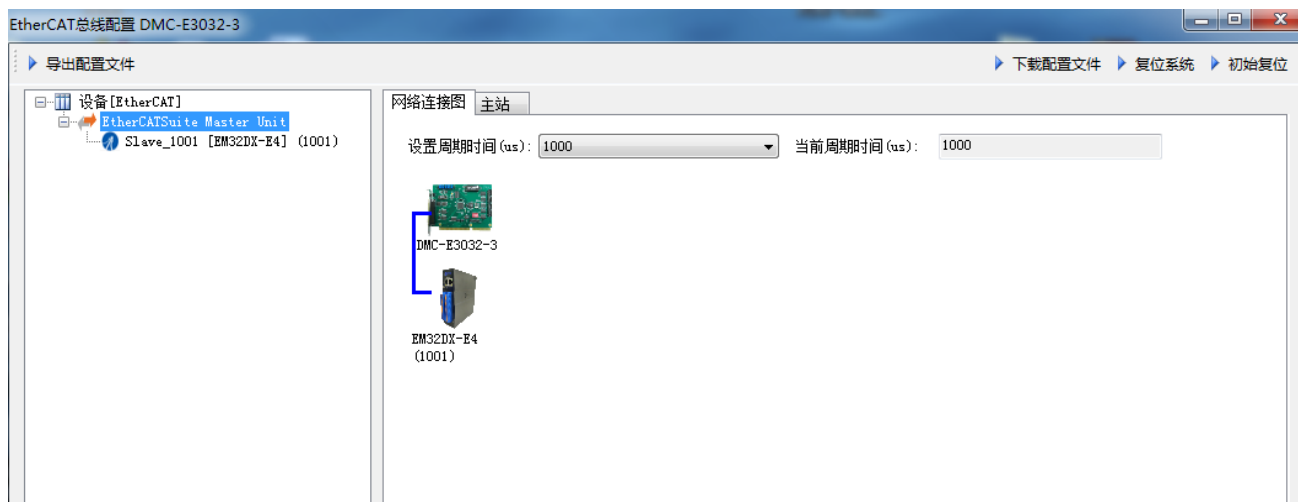 EtherCAT总线配置 DMC-E3032-3
导出配置文件 下载配置文件 复位系统 初始复位
设备[EtherCAT]
EtherCATSuite Master Unit
Slave_1001 [EM32DX-E4] (1001)
网络连接图 主站
设置周期时间(us): 1000 当前周期时间(us): 1000
DMC-E3032-3
EM32DX-E4
(1001)